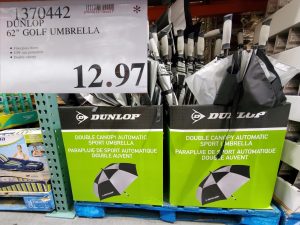 1370442
DUNLOP
62" GOLF UMBRELLA
12.97
DUNLOP
DOUBLE CANOPY AUTOMATIC
SPORT UMBRELLA
PARAPLUIE DE SPORT AUTOMATIQUE
DOUBLE AUVENT
DUNLOP
DOUBLE CANOPY AUTOMATIC
SPORT UMBRELLA
PARAPLUIE DE SPORT AUTOMATIQUE
DOUBLE AUVENT